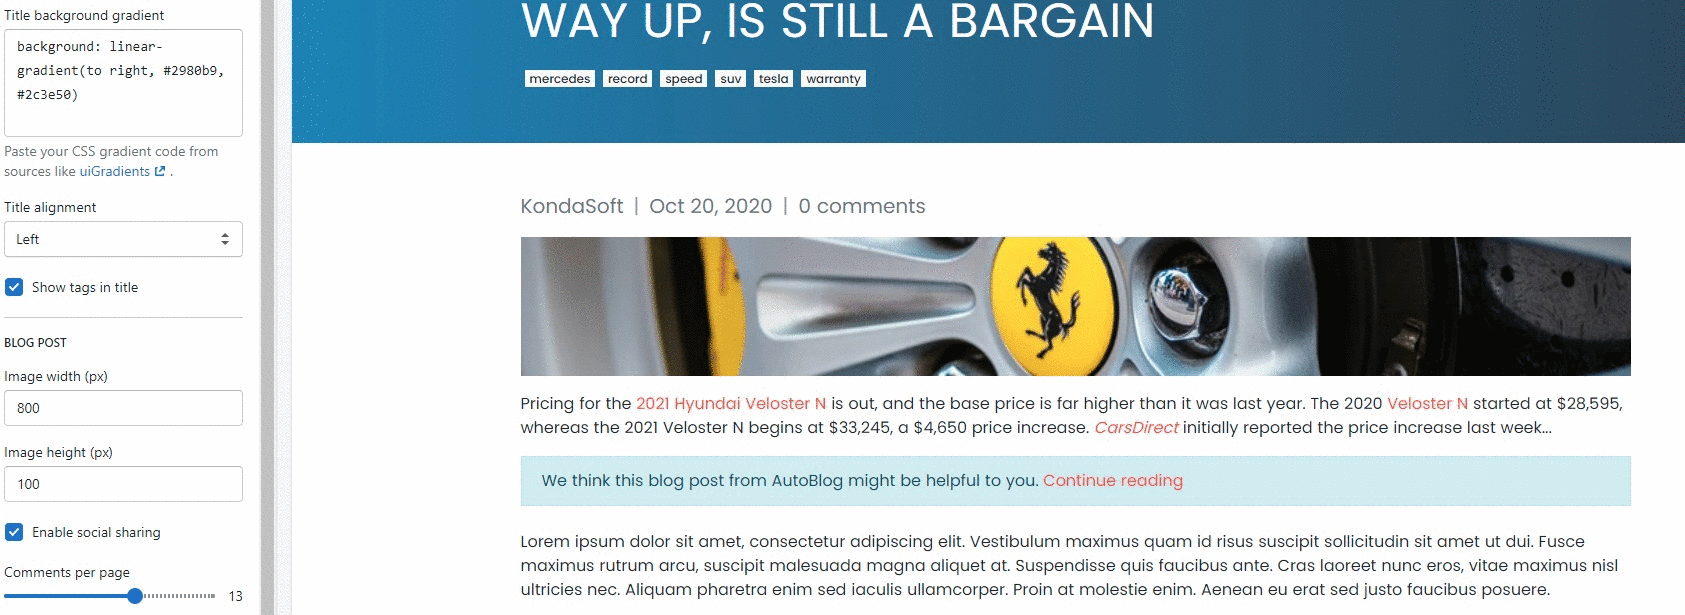 Title background gradient
background: linear-
gradient(to right, #2980b9,
#2c3e50)
Paste your CSS gradient code from
sources like uiGradients .
Title alignment
Left
Show tags in title
BLOG POST
Image width (px)
800
Image height (px)
100
Enable social sharing
Comments per page
13
WAY UP, IS STILL A BARGAIN
mercedes record speed suv tesla warranty
KondaSoft | Oct 20, 2020 | 0 comments
Pricing for the 2021 Hyundai Veloster N is out, and the base price is far higher than it was last year. The 2020 Veloster N started at $28,595,
whereas the 2021 Veloster N begins at $33,245, a $4,650 price increase. CarsDirect initially reported the price increase last week...
We think this blog post from AutoBlog might be helpful to you. Continue reading
Lorem ipsum dolor sit amet, consectetur adipiscing elit. Vestibulum maximus quam id risus suscipit sollicitudin sit amet ut dui. Fusce
maximus rutrum arcu, suscipit malesuada magna aliquet at. Suspendisse quis faucibus ante. Cras laoreet nunc eros, vitae maximus nisl
ultricies nec. Aliquam pharetra enim sed iaculis ullamcorper. Proin at molestie enim. Aenean eu erat sed justo faucibus posuere.